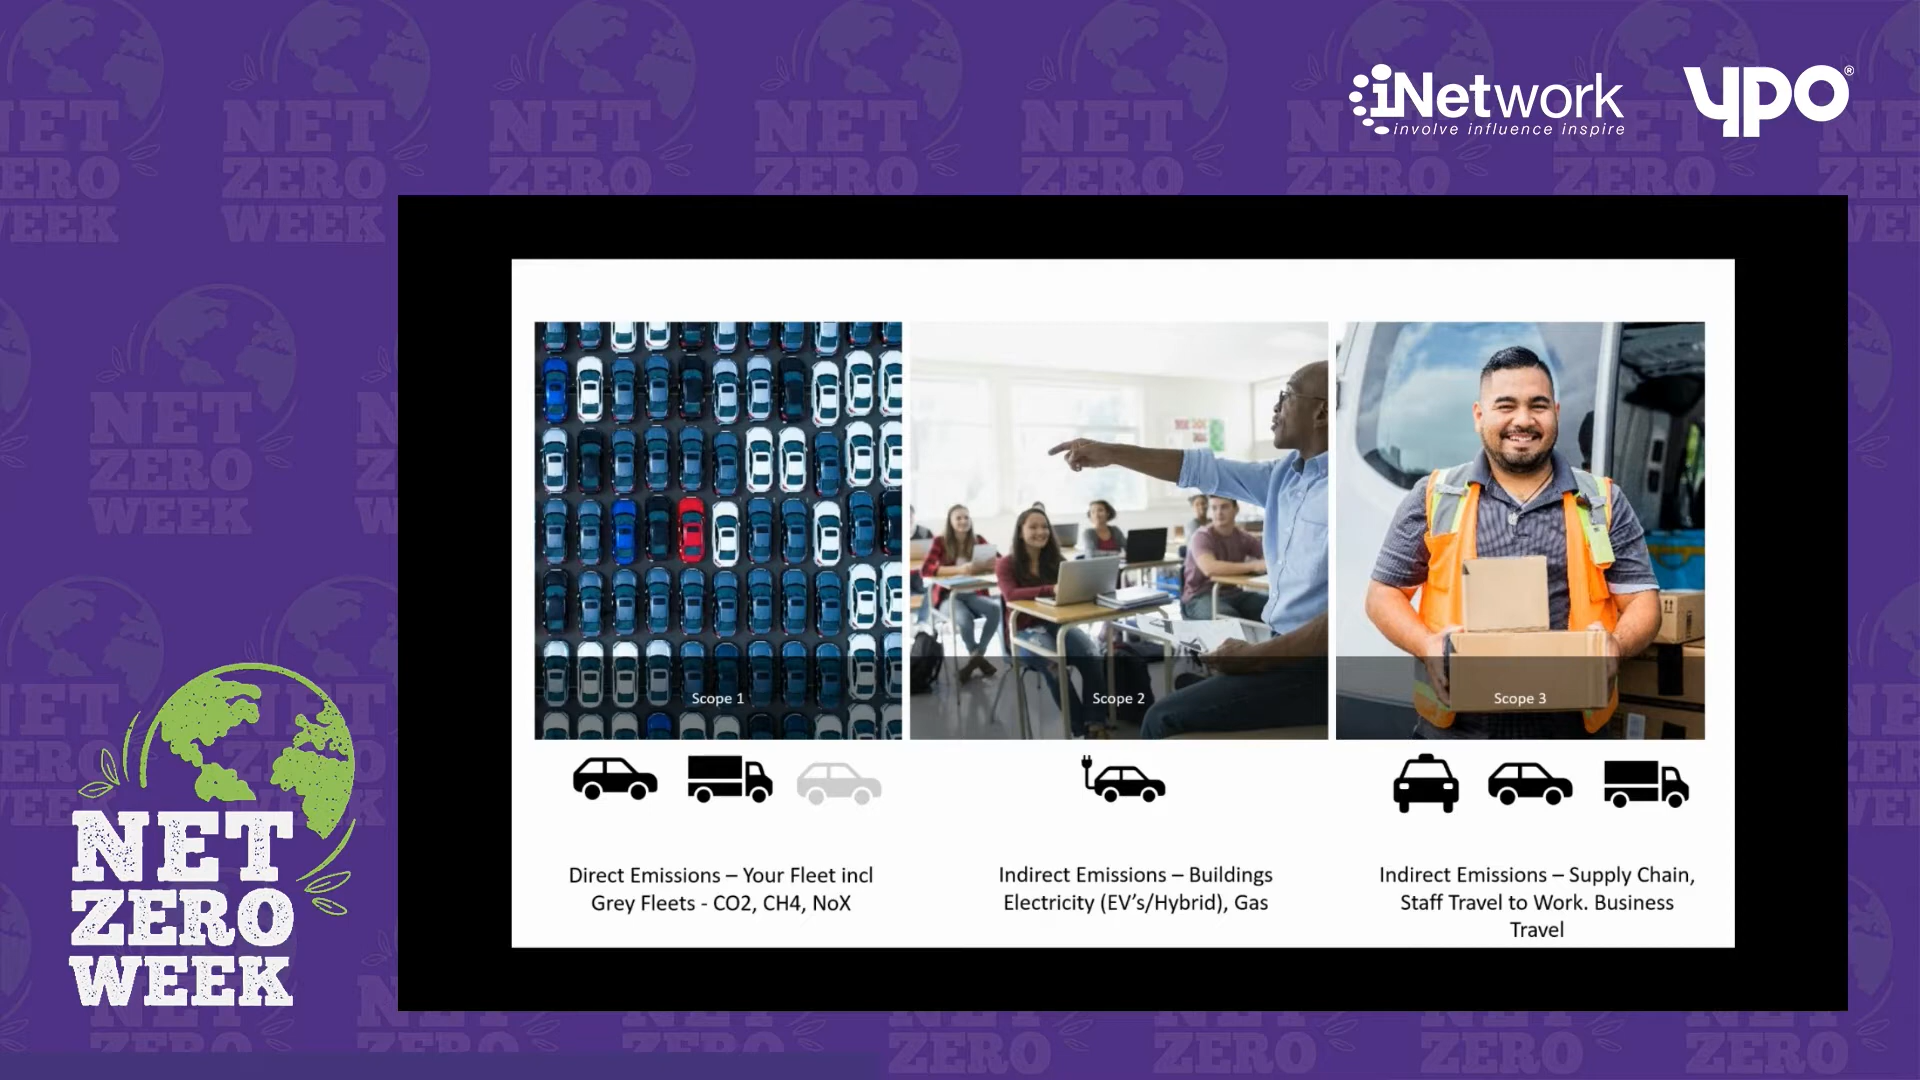 iNetwork
involve influence inspire
ypo®
Scope 1
Scope 2
Scope 3
Direct Emissions – Your Fleet incl
Grey Fleets - CO2, CH4, NoX
Indirect Emissions – Buildings
Electricity (EV’s/Hybrid), Gas
Indirect Emissions – Supply Chain,
Staff Travel to Work. Business
Travel
NET
ZERO
WEEK